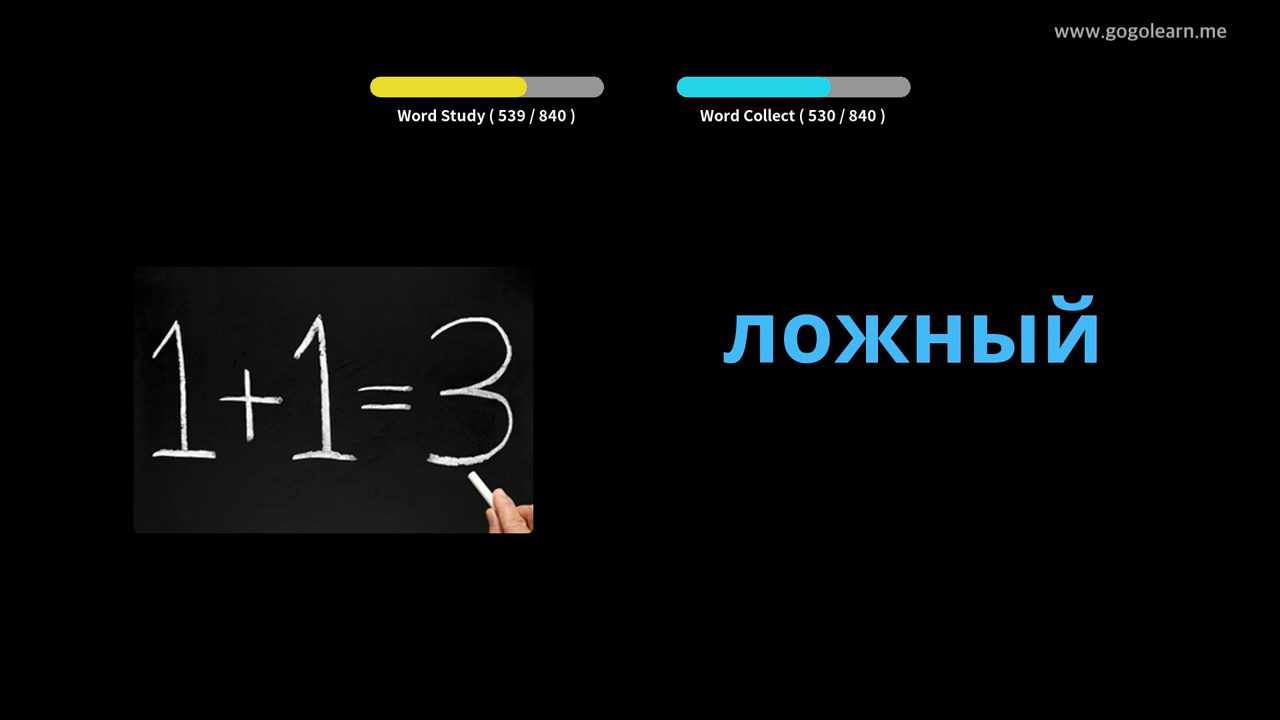 www.gogolearn.me
Word Study ( 539 / 840 )
Word Collect ( 530 / 840 )
1+1=3
ложный